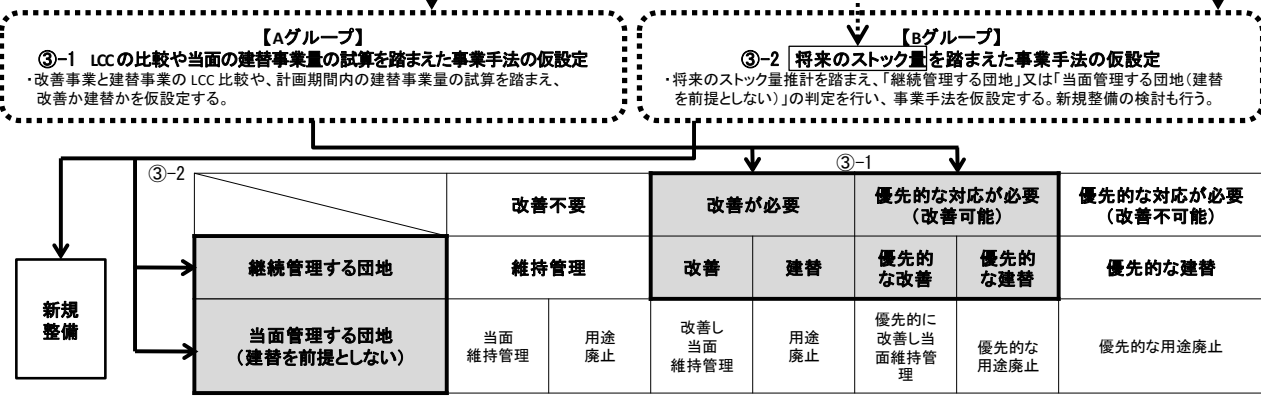 【Aグループ】
③-1 LCCの比較や当面の建替事業量の試算を踏まえた事業手法の仮設定
・改善事業と建替事業のLCC比較や、計画期間内の建替事業量の試算を踏まえ、
改善か建替かを仮設定する。
【Bグループ】
③-2 将来のストック量を踏まえた事業手法の仮設定
・将来のストック量推計を踏まえ、「継続管理する団地」又は「当面管理する団地(建替
を前提としない)」の判定を行い、事業手法を仮設定する。新規整備の検討も行う。
③-2
③-1
改善不要
改善が必要
優先的な対応が必要
(改善可能)
優先的な対応が必要
(改善不可能)
継続管理する団地
維持管理
改善
建替
優先的
な改善
優先的
な建替
優先的な建替
新規
整備
当面管理する団地
(建替を前提としない)
当面
維持管理
用途
廃止
改善し
当面
維持管理
用途
廃止
優先的に
改善し当
面維持管
理
優先的な
用途廃止
優先的な用途廃止